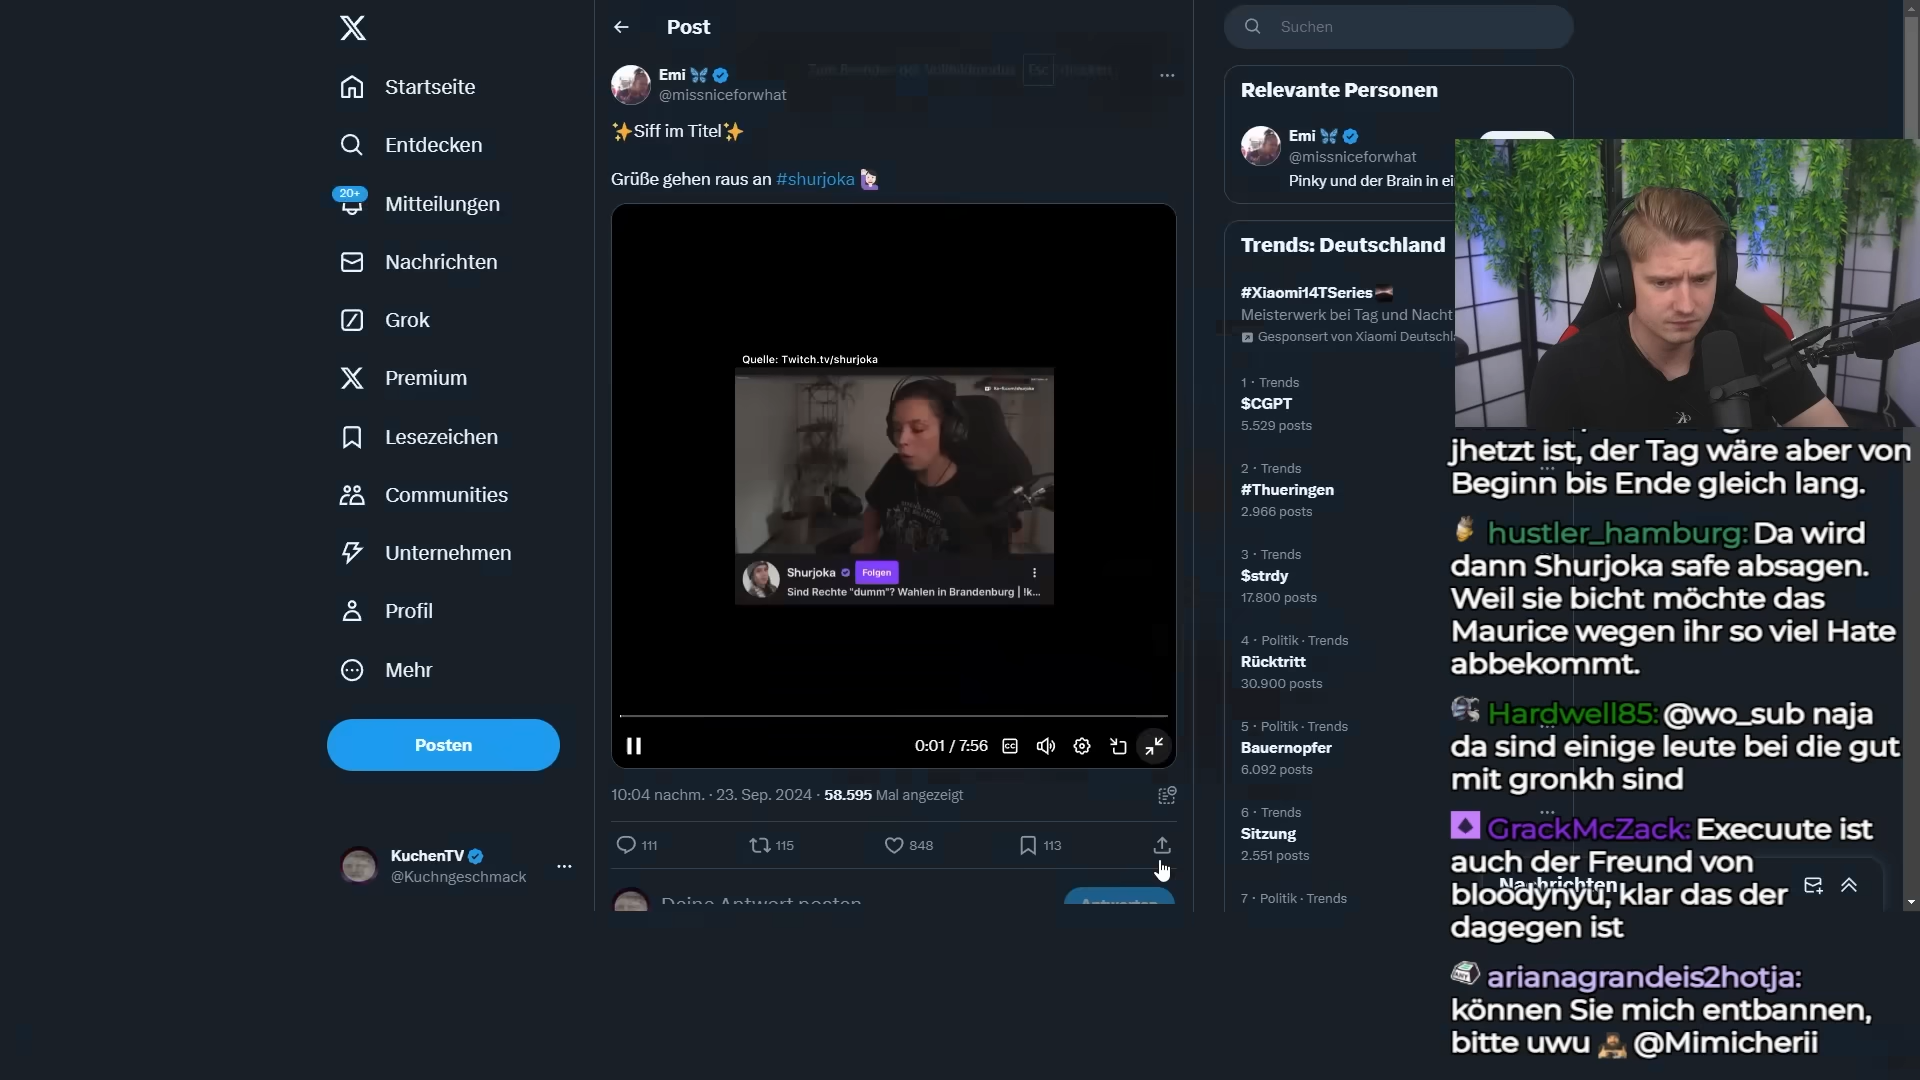 Startseite
Entdecken
20+
Mitteilungen
Nachrichten
Grok
Premium
Lesezeichen
Communities
Unternehmen
Profil
Mehr
Posten
KuchenTV
@Kuchngeschmack
Post
Emi
@missniceforwhat
✨Siff im Titel✨
Grüße gehen raus an #shurjoka
Quelle: Twitch.tv/shurjoka
Shurjoka
Folgen
Sind Rechte "dumm"? Wahlen in Brandenburg | !k...
0:01 / 7:56
10:04 nachm. · 23. Sep. 2024 · 58.595 Mal angezeigt
111
115
848
113
Deine Antwort posten
Antworten
Suchen
Relevante Personen
Emi
@missniceforwhat
Pinky und der Brain in ei
Trends: Deutschland
#Xiaomi14TSeries
Meisterwerk bei Tag und Nacht
Gesponsert von Xiaomi Deutschla
1 · Trends
$CGPT
5.529 posts
2 · Trends
#Thueringen
2.966 posts
3 · Trends
$strdy
17.800 posts
4 · Politik · Trends
Rücktritt
30.900 posts
5 · Politik · Trends
Bauernopfer
6.092 posts
6 · Trends
Sitzung
2.551 posts
7 · Politik · Trends
Nachrichten
jhetzt ist, der Tag wäre aber von
Beginn bis Ende gleich lang.
hustler_hamburg: Da wird
dann Shurjoka safe absagen.
Weil sie bicht möchte das
Maurice wegen ihr so viel Hate
abbekommt.
Hardwell85: @wo_sub naja
da sind einige leute bei die gut
mit gronkh sind
GrackMcZack: Execuute ist
auch der Freund von
bloodynyu, klar das der
dagegen ist
arianagrandeis2hotja:
können Sie mich entbannen,
bitte uwu @Mimicherii